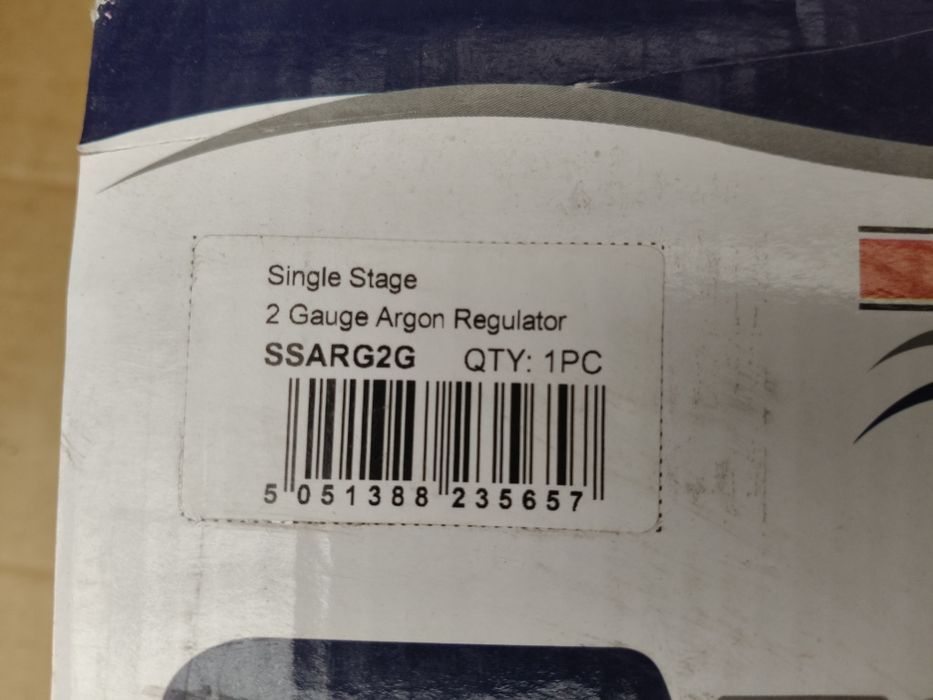 Single Stage
2 Gauge Argon Regulator
SSARG2G QTY: 1PC
5 051388 235657